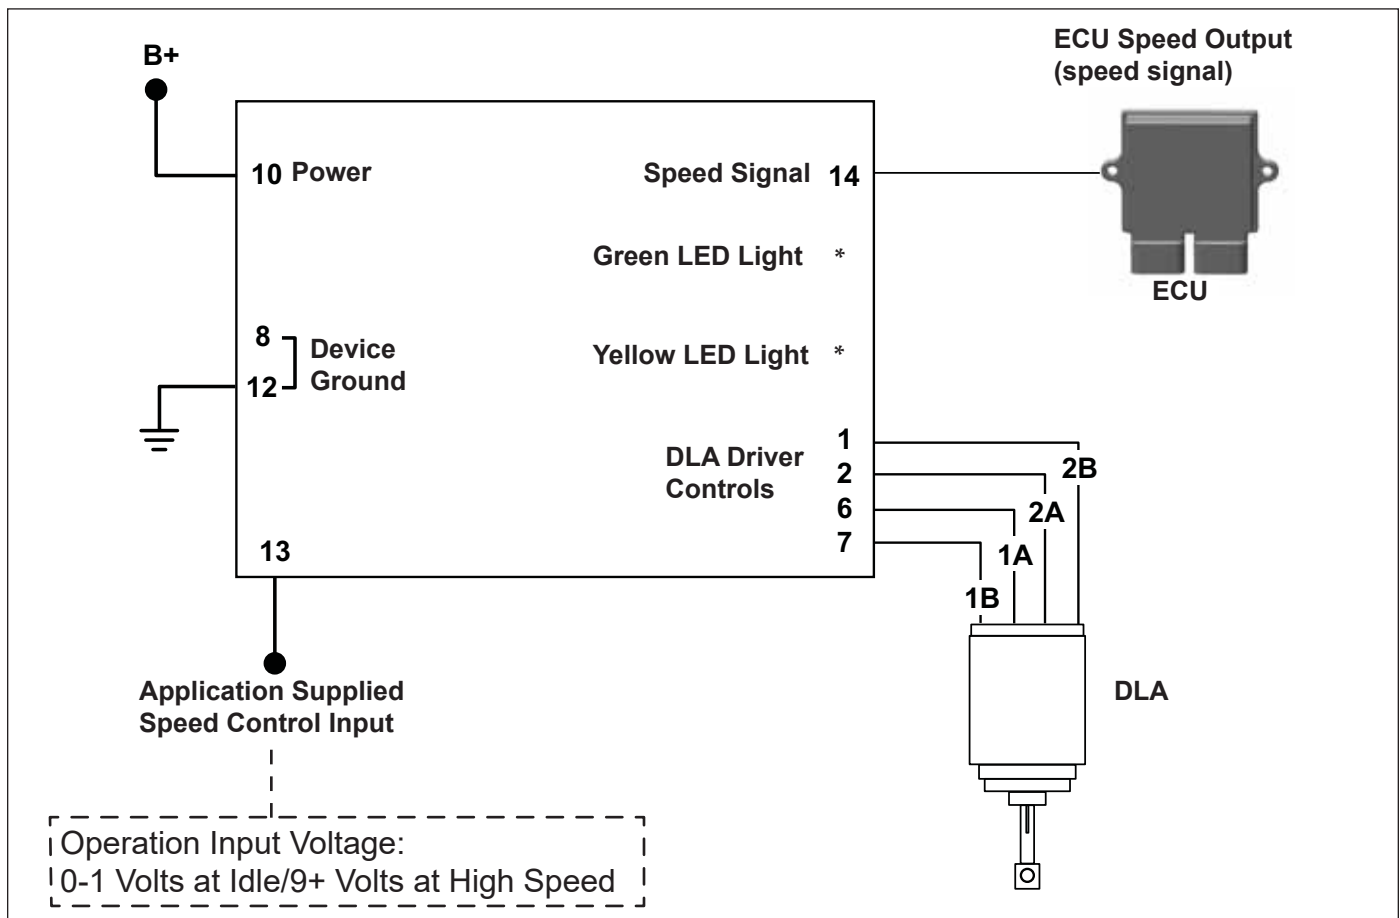 B+
ECU Speed Output
(speed signal)
10 Power
Speed Signal 14
Green LED Light *
ECU
8
Device
Ground
12
Yellow LED Light *
DLA Driver
Controls
1
2
6
7
2B
2A
1A
1B
13
Application Supplied
Speed Control Input
DLA
Operation Input Voltage:
0-1 Volts at Idle/9+ Volts at High Speed